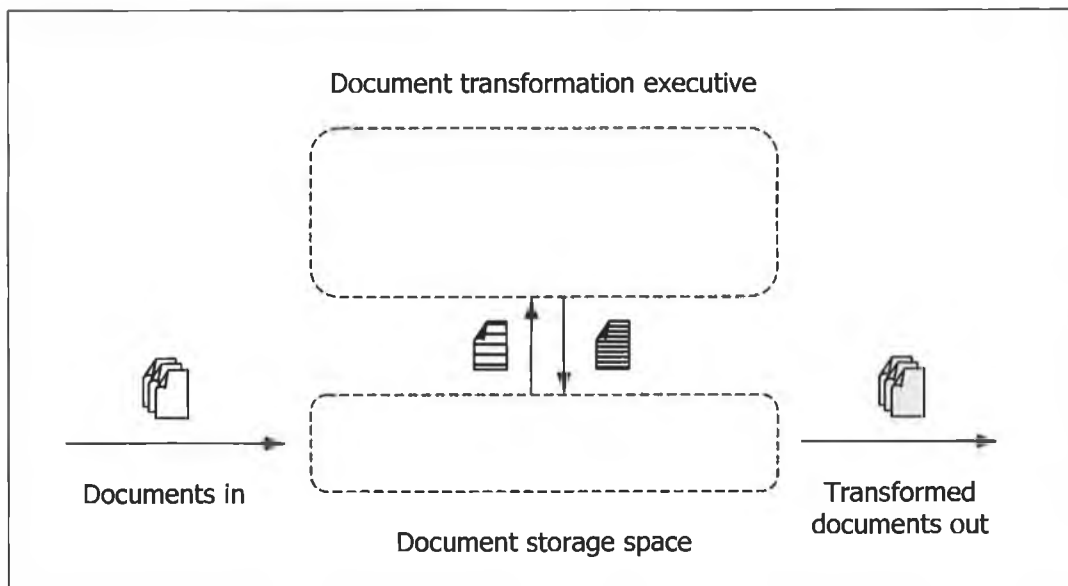 Document transformation executive
Documents in
Transformed
documents out
Document storage space